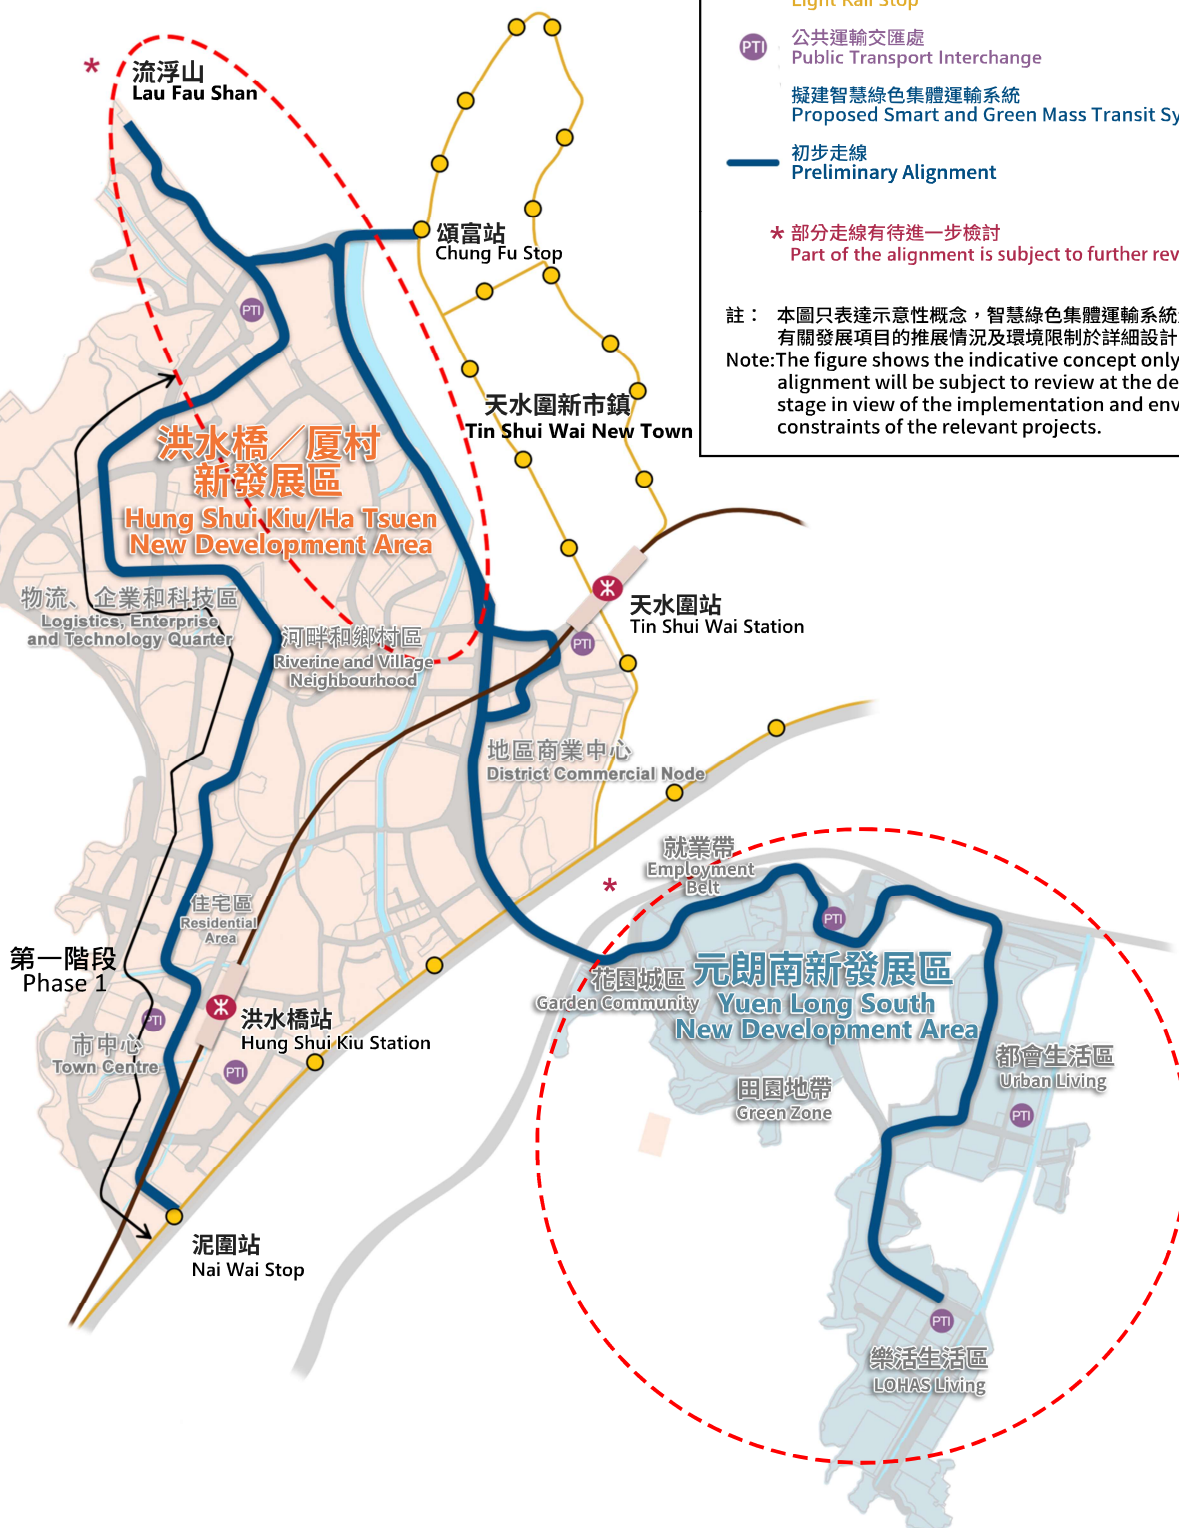 Light Rail Stop
PTI
公共運輸交匯處
Public Transport Interchange
擬建智慧綠色集體運輸系統
Proposed Smart and Green Mass Transit Sy
初步走線
Preliminary Alignment
* 部分走線有待進一步檢討
Part of the alignment is subject to further rev
註： 本圖只表達示意性概念，智慧綠色集體運輸系統
有關發展項目的推展情況及環境限制於詳細設計
Note:The figure shows the indicative concept only
alignment will be subject to review at the de
stage in view of the implementation and env
constraints of the relevant projects.
*
流浮山
Lau Fau Shan
頌富站
Chung Fu Stop
PTI
天水圍新市鎮
Tin Shui Wai New Town
洪水橋／厦村
新發展區
Hung Shui Kiu/Ha Tsuen
New Development Area
物流、企業和科技區
Logistics, Enterprise
and Technology Quarter
河畔和鄉村區
Riverine and Village
Neighbourhood
天水圍站
Tin Shui Wai Station
PTI
地區商業中心
District Commercial Node
就業帶
Employment
Belt
*
住宅區
Residential
Area
PTI
第一階段
Phase 1
花園城區
Garden Community
元朗南新發展區
Yuen Long South
New Development Area
PTI
洪水橋站
Hung Shui Kiu Station
市中心
Town Centre
PTI
都會生活區
Urban Living
PTI
田園地帶
Green Zone
泥圍站
Nai Wai Stop
PTI
樂活生活區
LOHAS Living